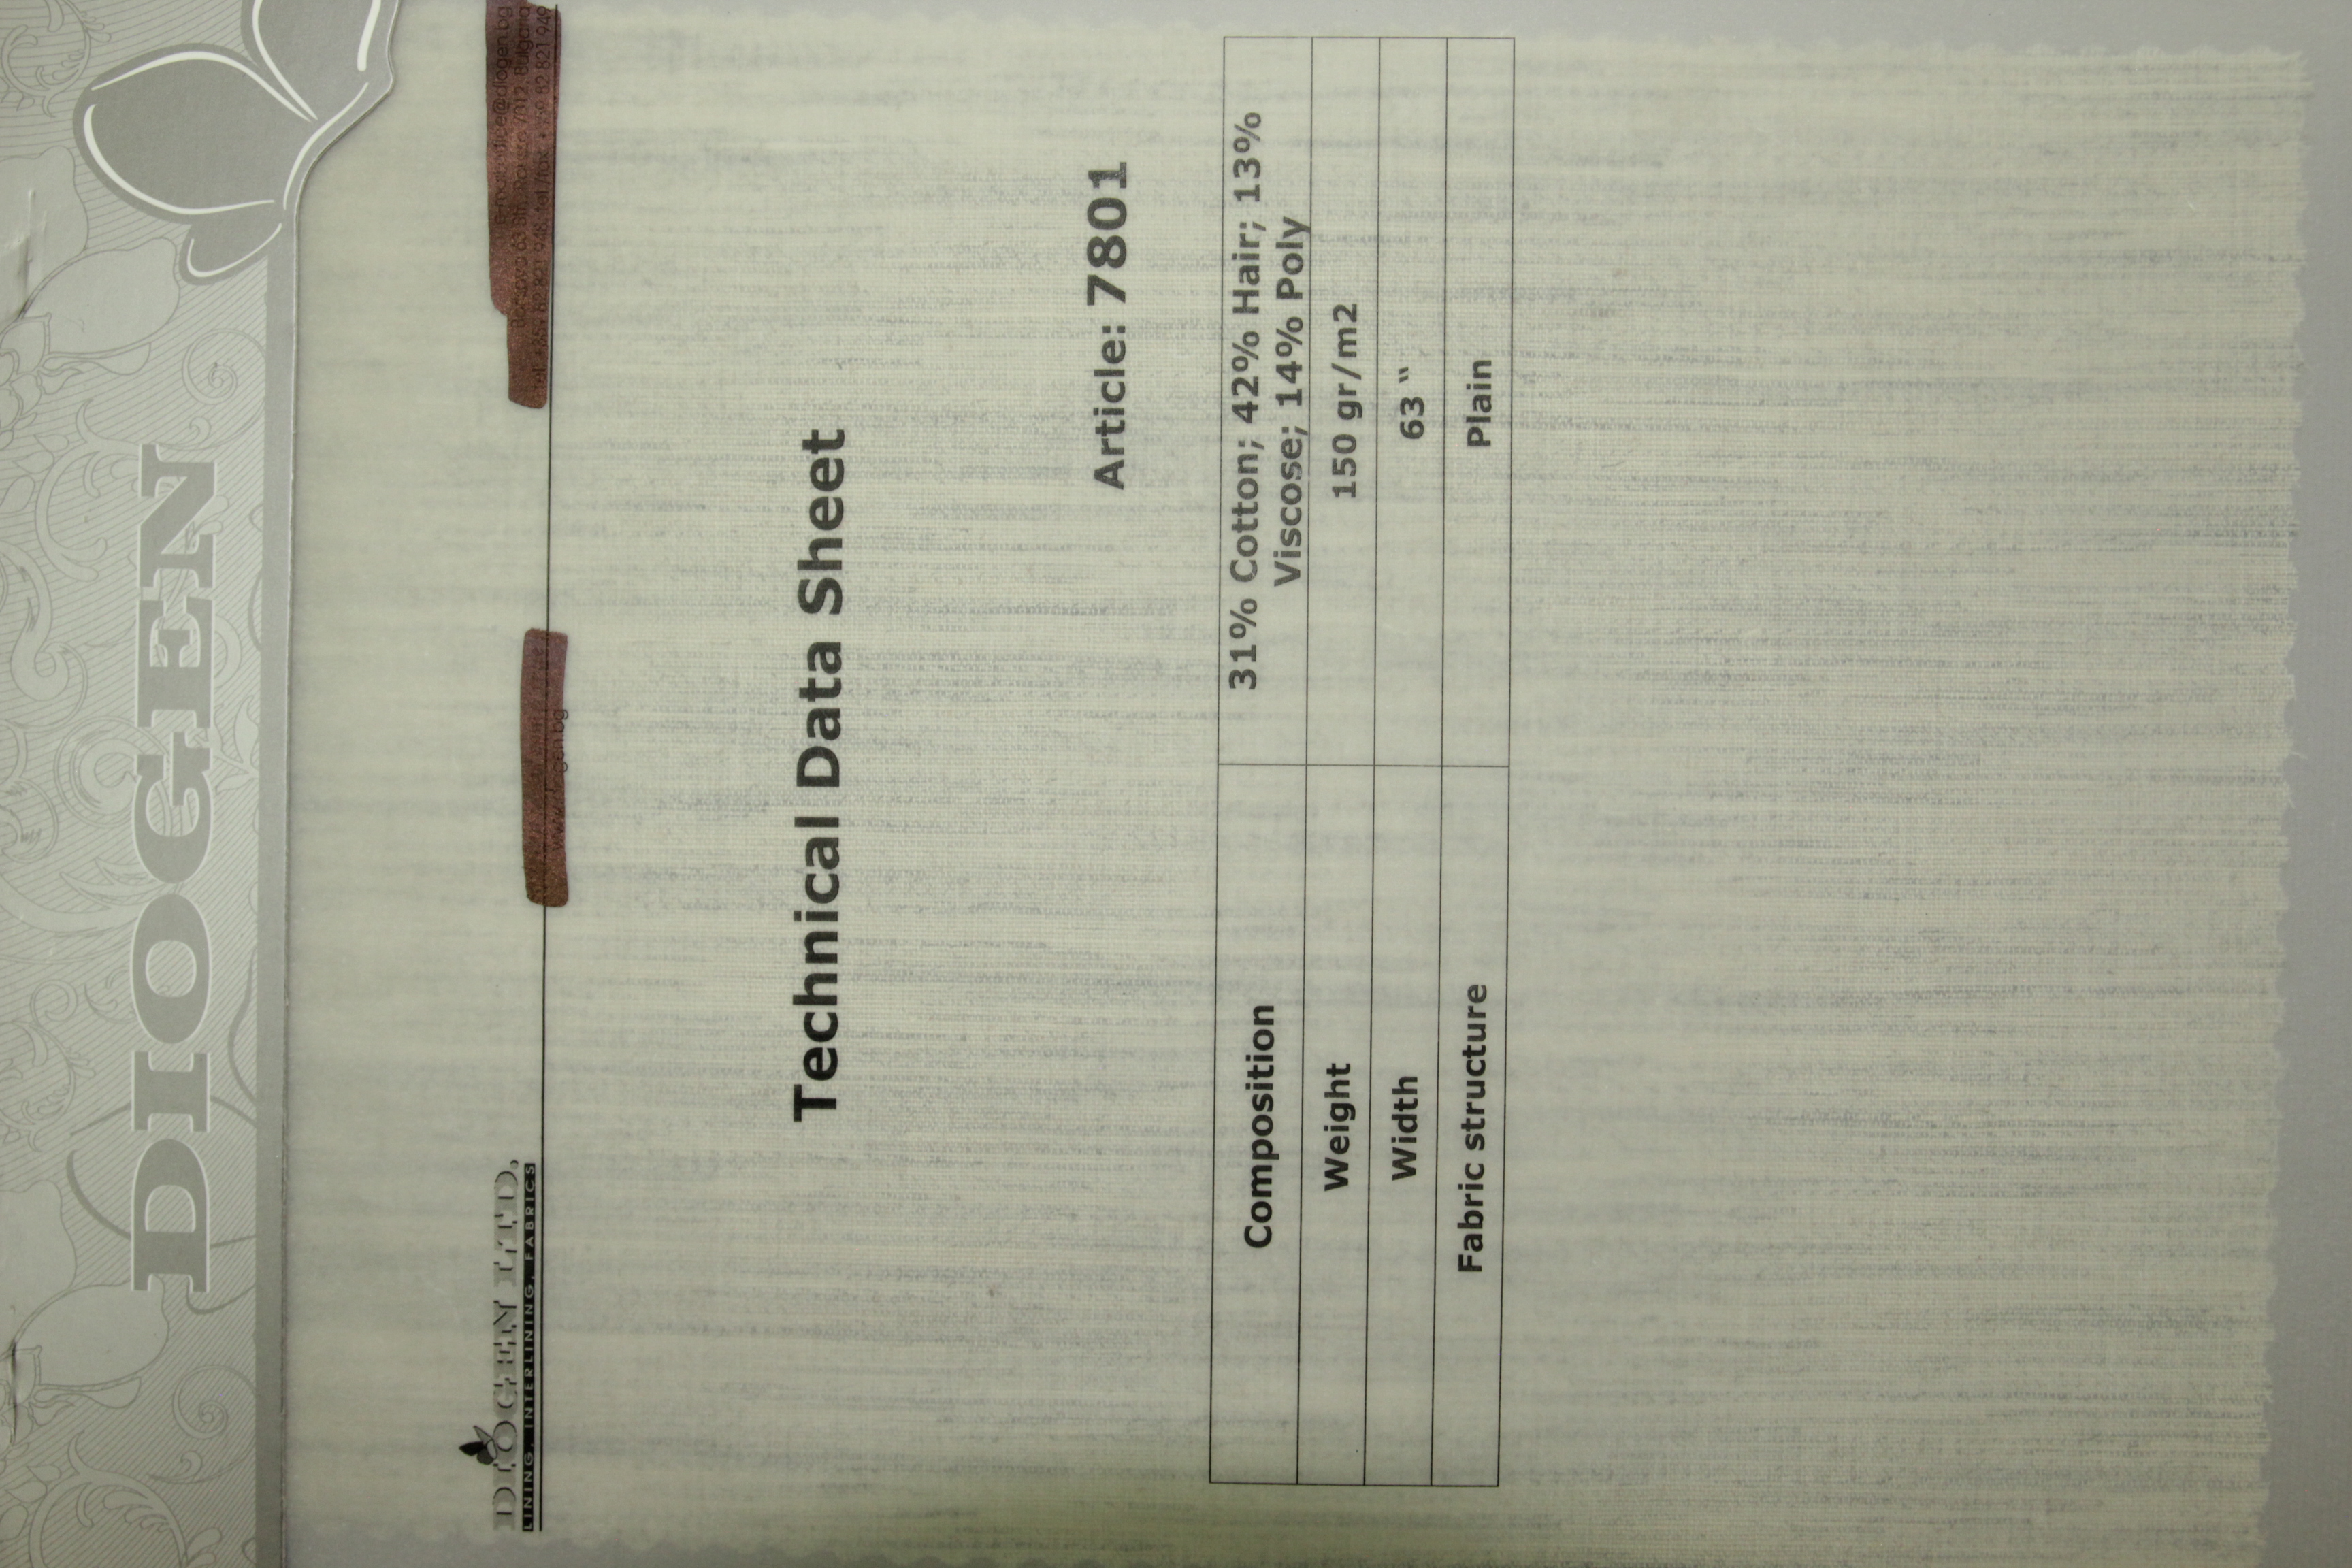 DIOGEN
DIOGEN LTD.
LINING, INTERLINING, FABRICS
Technical Data Sheet
Article: 7801
Composition 31% Cotton; 42% Hair; 13% Viscose; 14% Poly
Weight 150 gr/m2
Width 63"
Fabric structure Plain